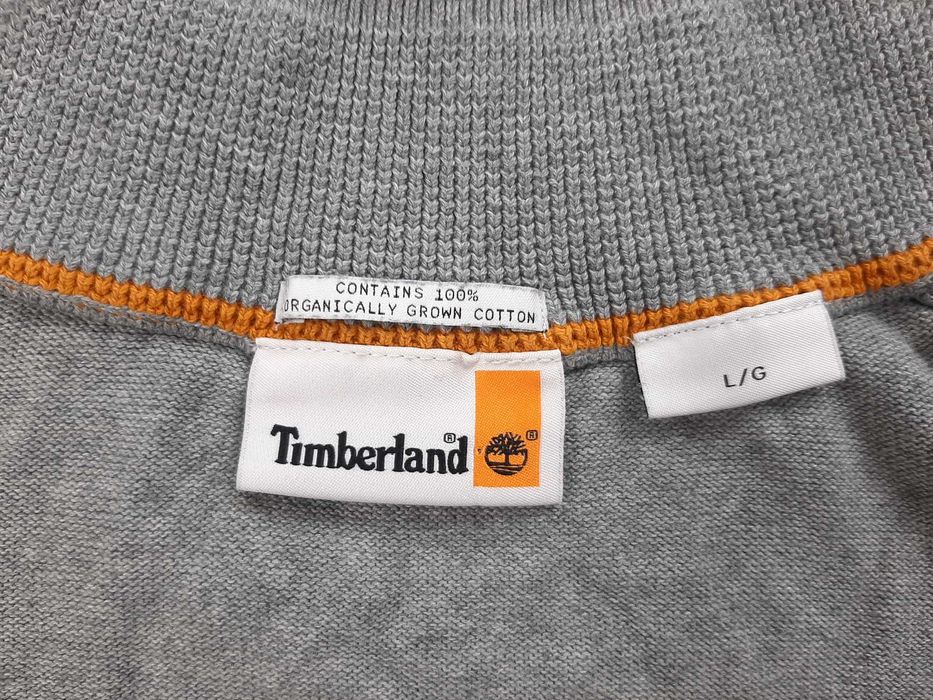 CONTAINS 100%
ORGANICALLY GROWN COTTON
Timberland®
®
L/G